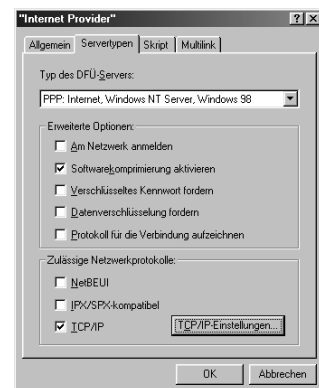 "Internet Provider"
Allgemein Servertypen Skript Multilink
Typ des DFÜ-Servers:
PPP: Internet, Windows NT Server, Windows 98
Erweiterte Optionen:
Am Netzwerk anmelden
Softwarekomprimierung aktivieren
Verschlüsseltes Kennwort fordern
Datenverschlüsselung fordern
Protokoll für die Verbindung aufzeichnen
Zulässige Netzwerkprotokolle:
NetBEUI
IPX/SPX-kompatibel
TCP/IP TCP/IP-Einstellungen...
OK Abbrechen